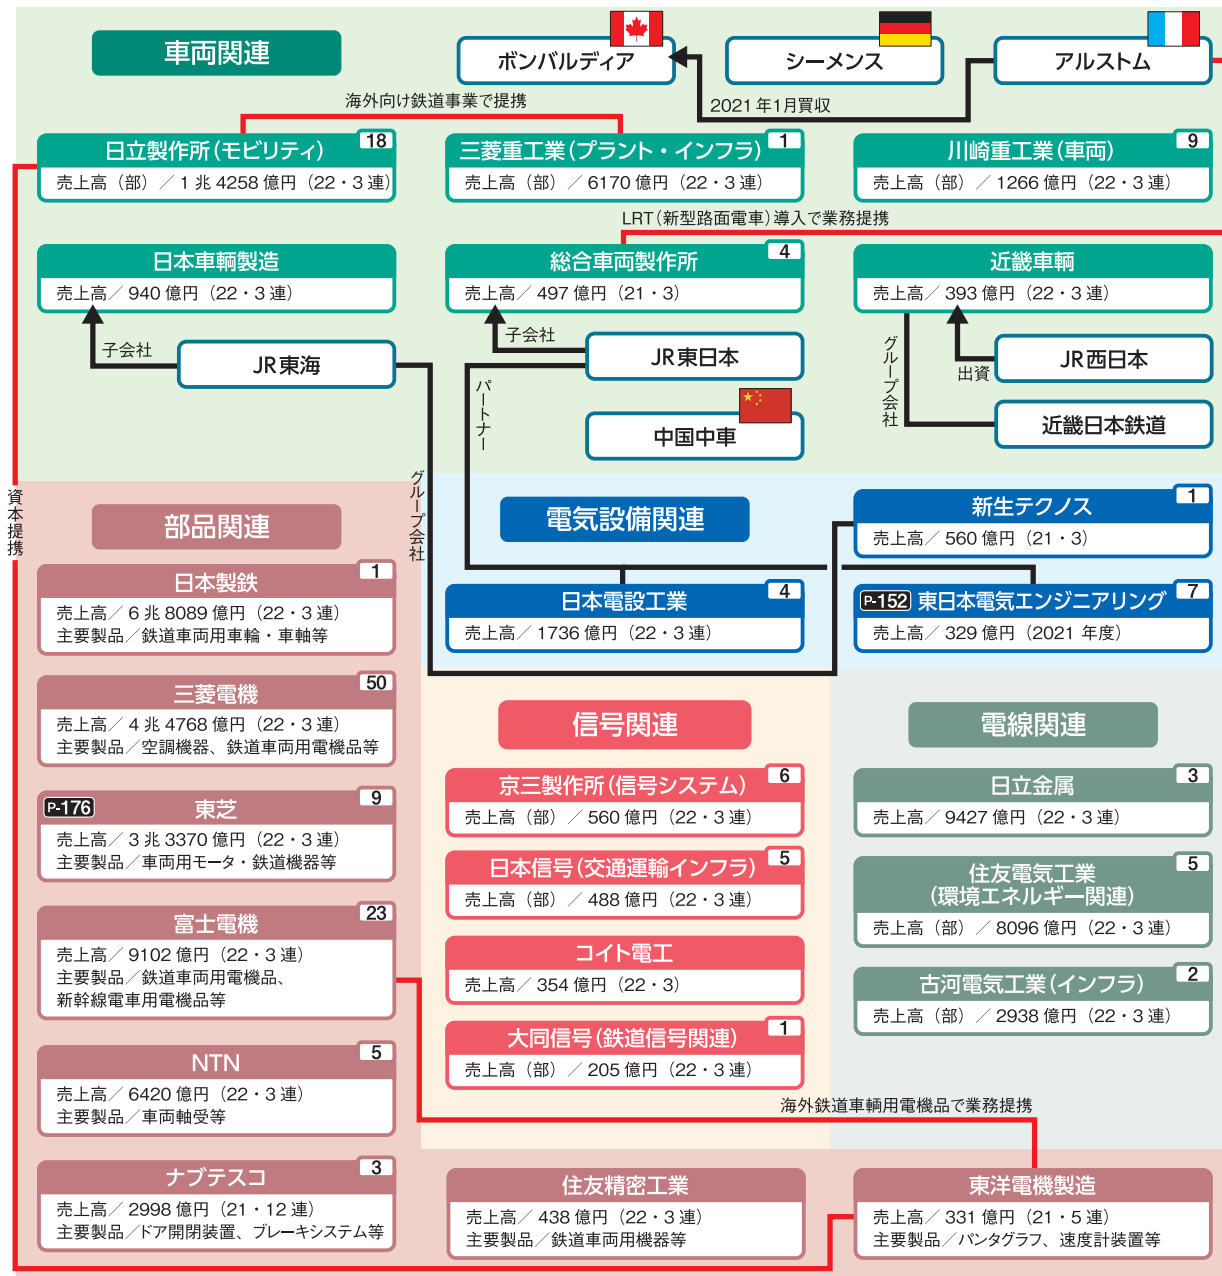 車両関連
ボンバルディア
シーメンス
アルストム
2021年1月買収
海外向け鉄道事業で提携
日立製作所（モビリティ）
18
売上高（部）／1兆4258億円（22・3連）
三菱重工業（プラント・インフラ）
1
売上高（部）／6170億円（22・3連）
川崎重工業（車両）
9
売上高（部）／1266億円（22・3連）
LRT（新型路面電車）導入で業務提携
日本車輌製造
売上高／940億円（22・3連）
総合車両製作所
4
売上高／497億円（21・3）
近畿車輌
売上高／393億円（22・3連）
子会社
JR東海
子会社
JR東日本
パートナー
中国中車
グループ会社
出資
JR西日本
近畿日本鉄道
資本提携
グループ会社
部品関連
日本製鉄
1
売上高／6兆8089億円（22・3連）
主要製品／鉄道車両用車輪・車軸等
三菱電機
50
売上高／4兆4768億円（22・3連）
主要製品／空調機器、鉄道車両用電機品等
P-176
東芝
9
売上高／3兆3370億円（22・3連）
主要製品／車両用モータ・鉄道機器等
富士電機
23
売上高／9102億円（22・3連）
主要製品／鉄道車両用電機品、
新幹線電車用電機品等
NTN
5
売上高／6420億円（22・3連）
主要製品／車両軸受等
ナブテスコ
3
売上高／2998億円（21・12連）
主要製品／ドア開閉装置、ブレーキシステム等
電気設備関連
新生テクノス
1
売上高／560億円（21・3）
日本電設工業
4
売上高／1736億円（22・3連）
P-152
東日本電気エンジニアリング
7
売上高／329億円（2021年度）
信号関連
京三製作所（信号システム）
6
売上高（部）／560億円（22・3連）
日本信号（交通運輸インフラ）
5
売上高（部）／488億円（22・3連）
コイト電工
売上高／354億円（22・3）
大同信号（鉄道信号関連）
1
売上高（部）／205億円（22・3連）
電線関連
日立金属
3
売上高／9427億円（22・3連）
住友電気工業
（環境エネルギー関連）
5
売上高（部）／8096億円（22・3連）
古河電気工業（インフラ）
2
売上高（部）／2938億円（22・3連）
海外鉄道車輌用電機品で業務提携
住友精密工業
売上高／438億円（22・3連）
主要製品／鉄道車両用機器等
東洋電機製造
売上高／331億円（21・5連）
主要製品／パンタグラフ、速度計装置等